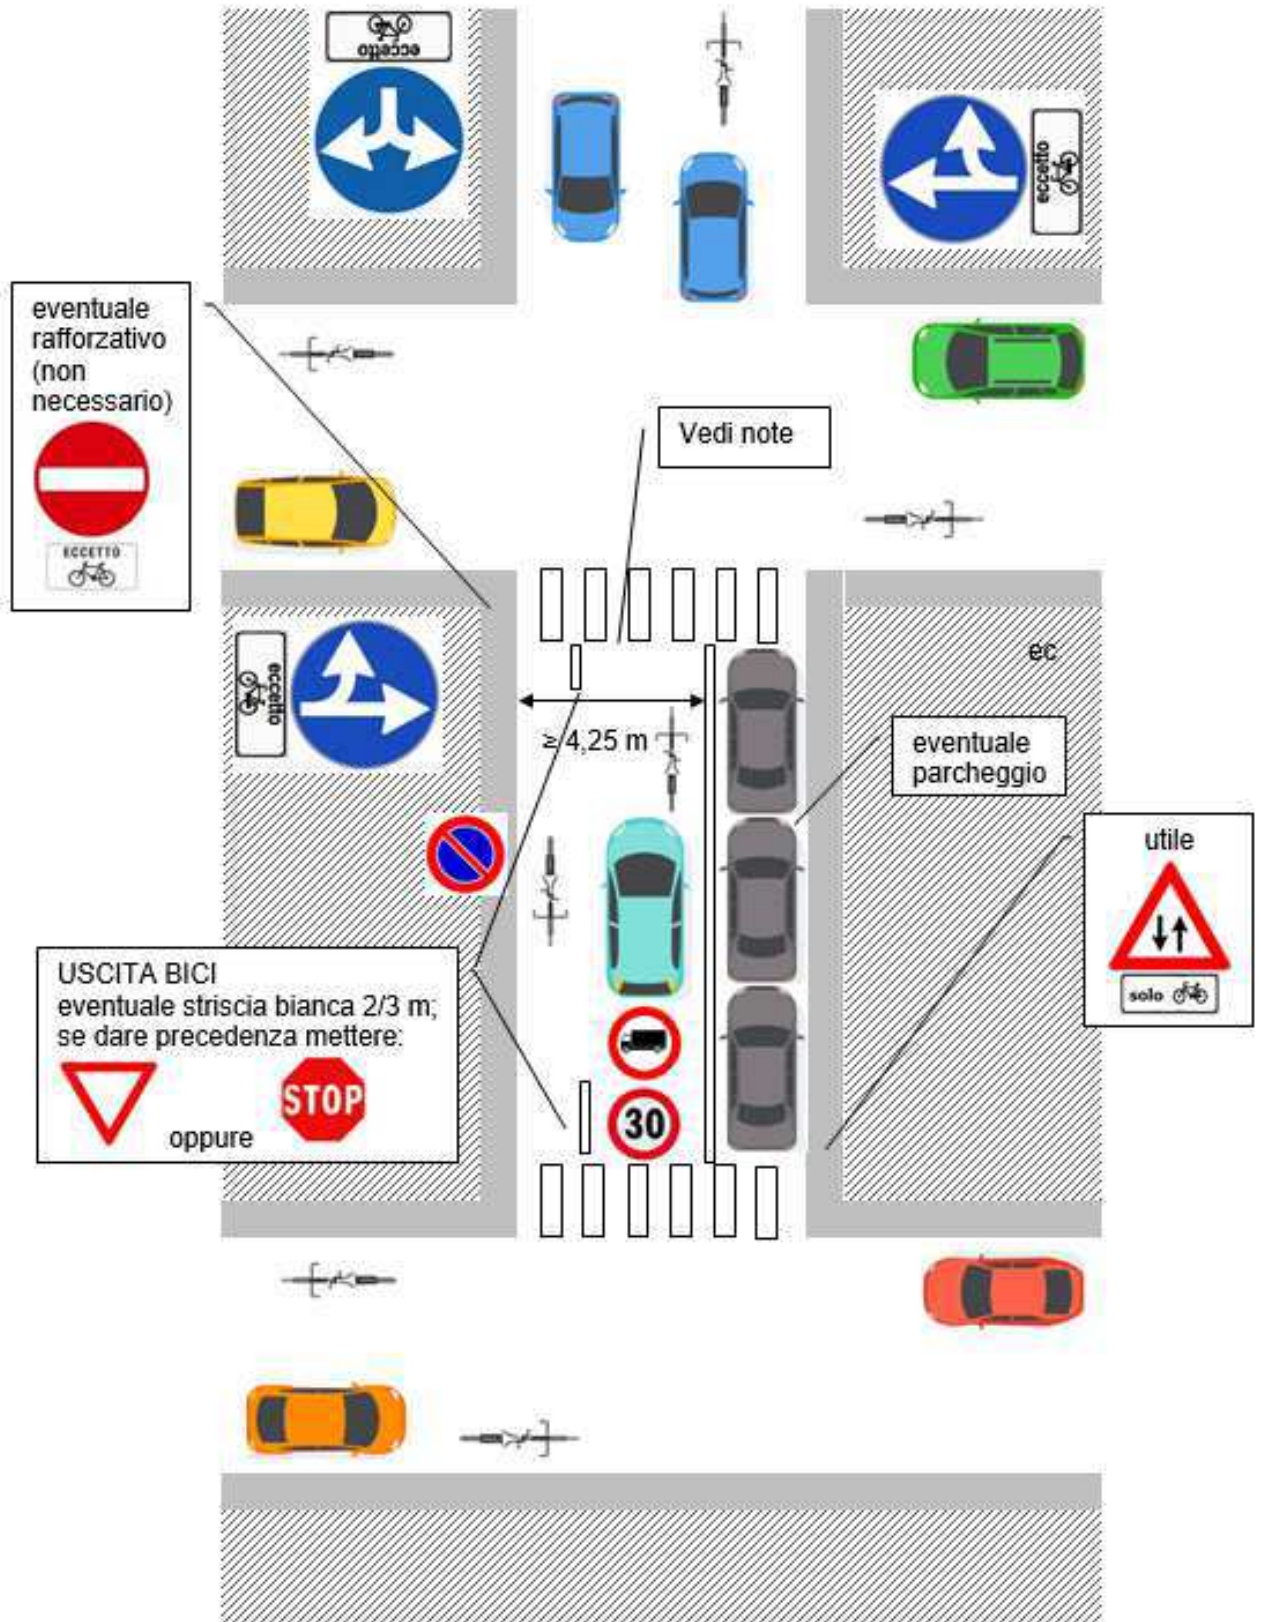 eccetto
eccetto
eventuale
rafforzativo
(non
necessario)
ECCETTO
Vedi note
eccetto
ec
≥ 4,25 m
eventuale
parcheggio
utile
solo
USCITA BICI
eventuale striscia bianca 2/3 m;
se dare precedenza mettere:
STOP
oppure
30